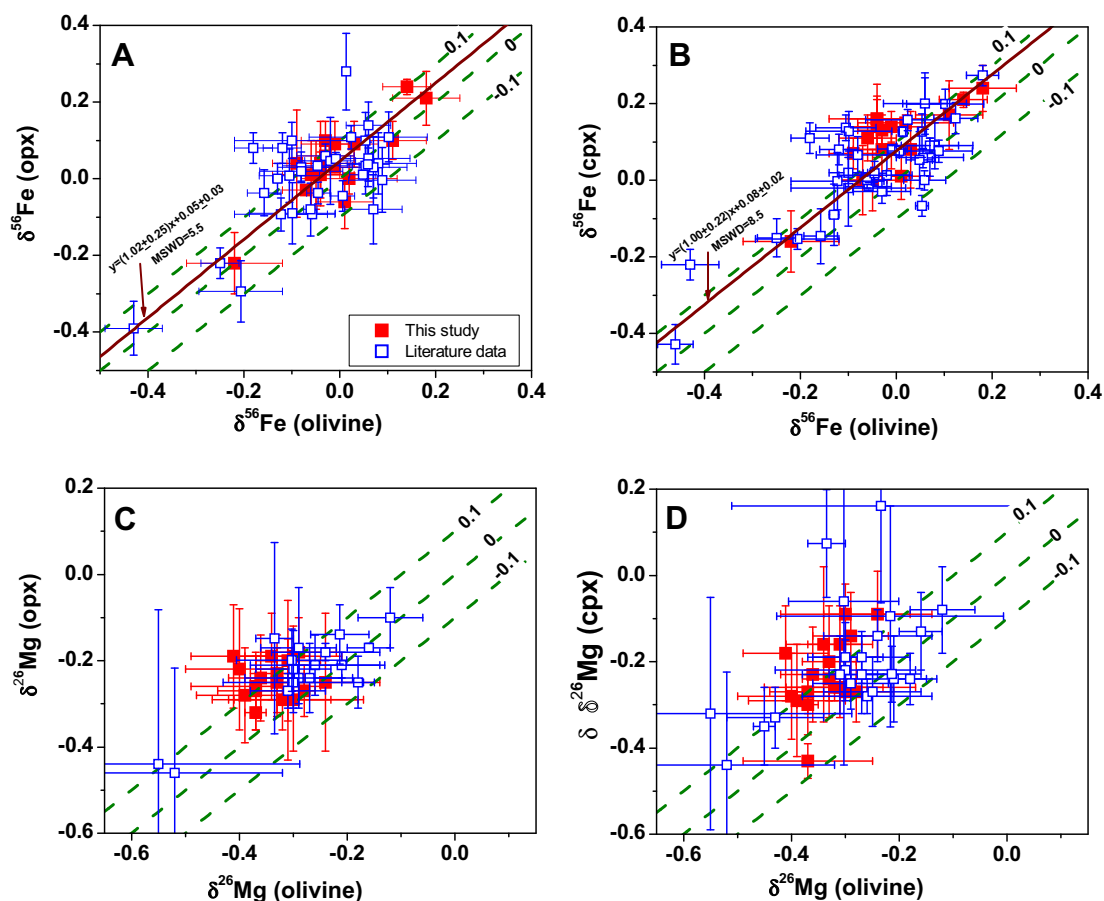 A
0.4
0.2
0.0
-0.2
-0.4
δ56Fe (opx)
0.1
0
-0.1
y=(1.02±0.25)x+0.05±0.03
MSWD=5.5
This study
Literature data
-0.4 -0.2 0.0 0.2 0.4
δ56Fe (olivine)
B
0.4
0.2
0.0
-0.2
-0.4
δ56Fe (cpx)
0.1
0
-0.1
y=(1.00±0.22)x+0.08±0.02
MSWD=8.5
-0.4 -0.2 0.0 0.2 0.4
δ56Fe (olivine)
C
0.2
0.0
-0.2
-0.4
-0.6
δ26Mg (opx)
0.1
0
-0.1
-0.6 -0.4 -0.2 0.0
δ26Mg (olivine)
D
0.2
0.0
-0.2
-0.4
-0.6
δ δ26Mg (cpx)
0.1
0
-0.1
-0.6 -0.4 -0.2 0.0
δ26Mg (olivine)